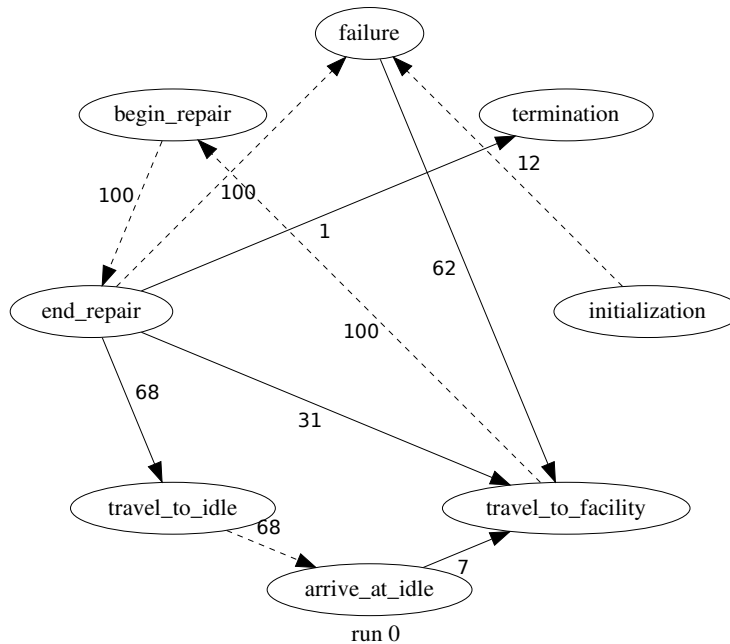 failure
begin_repair
termination
12
100
100
1
62
end_repair
initialization
100
68
31
travel_to_idle
travel_to_facility
68
7
arrive_at_idle
run 0